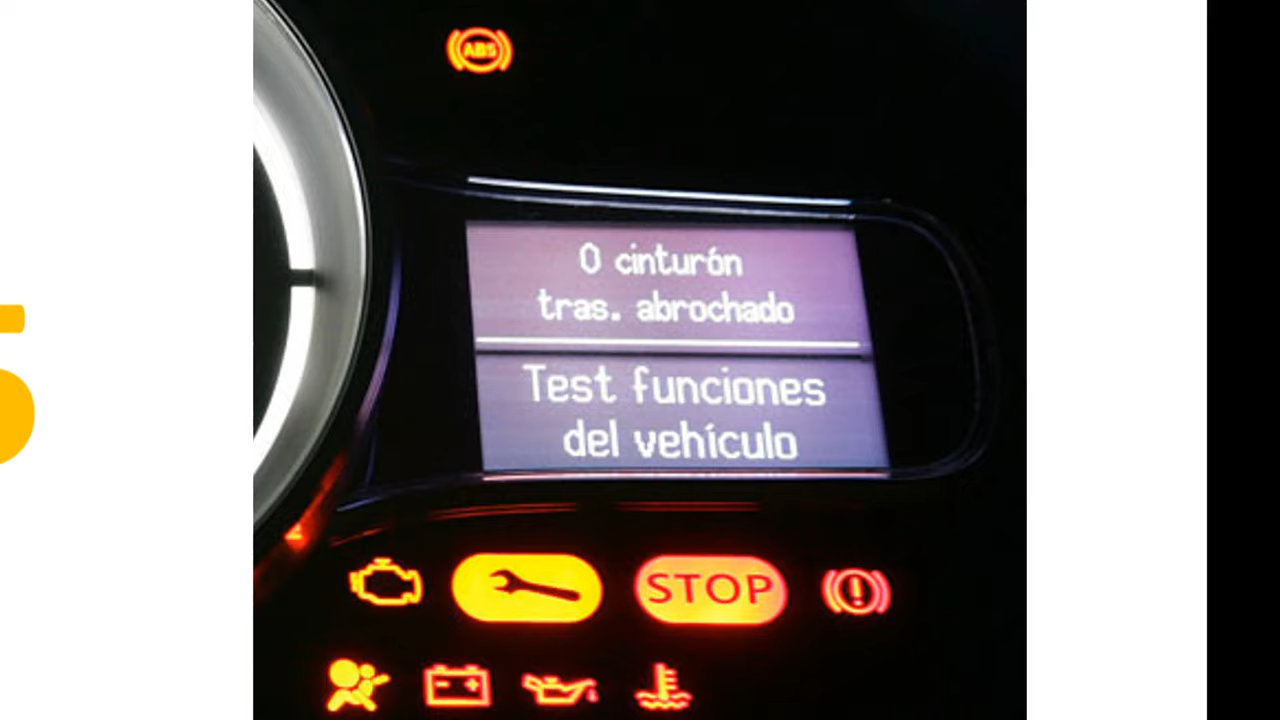 ABS
0 cinturón
tras. abrochado
Test funciones
del vehículo
STOP